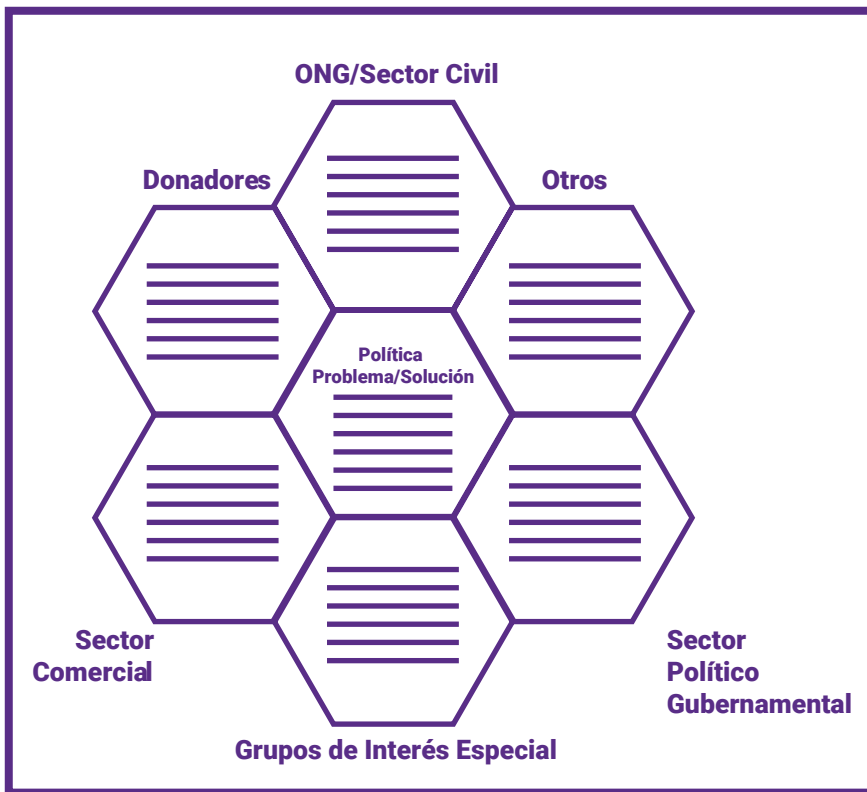 ONG/Sector Civil
Donadores
Otros
Política
Problema/Solución
Sector
Comercial
Sector
Político
Gubernamental
Grupos de Interés Especial